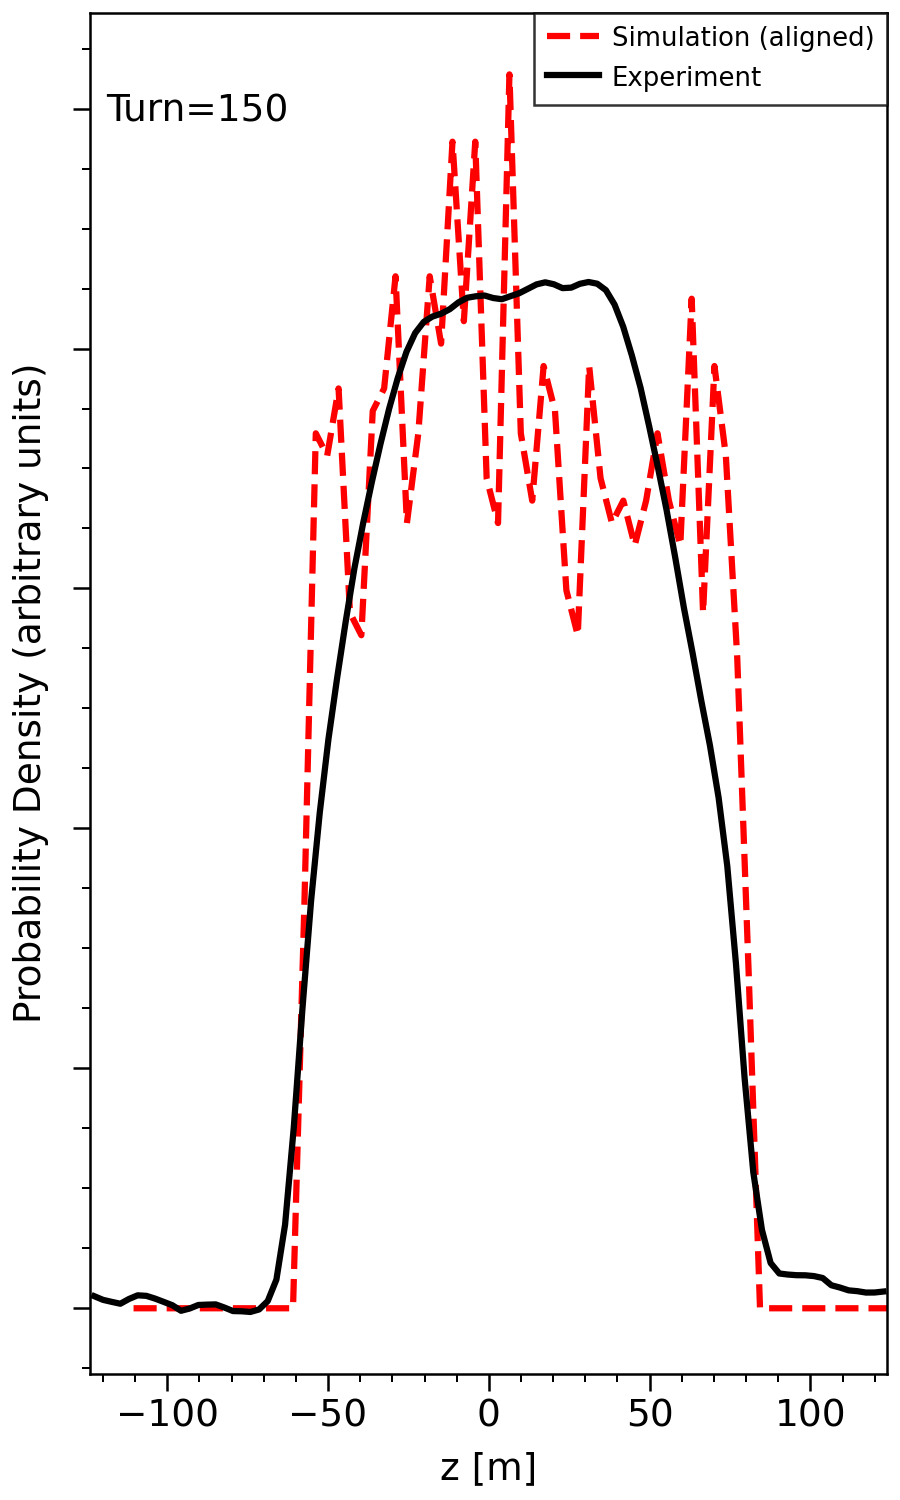 Simulation (aligned)
Experiment
Turn=150
Probability Density (arbitrary units)
−100 −50 0 50 100
z [m]